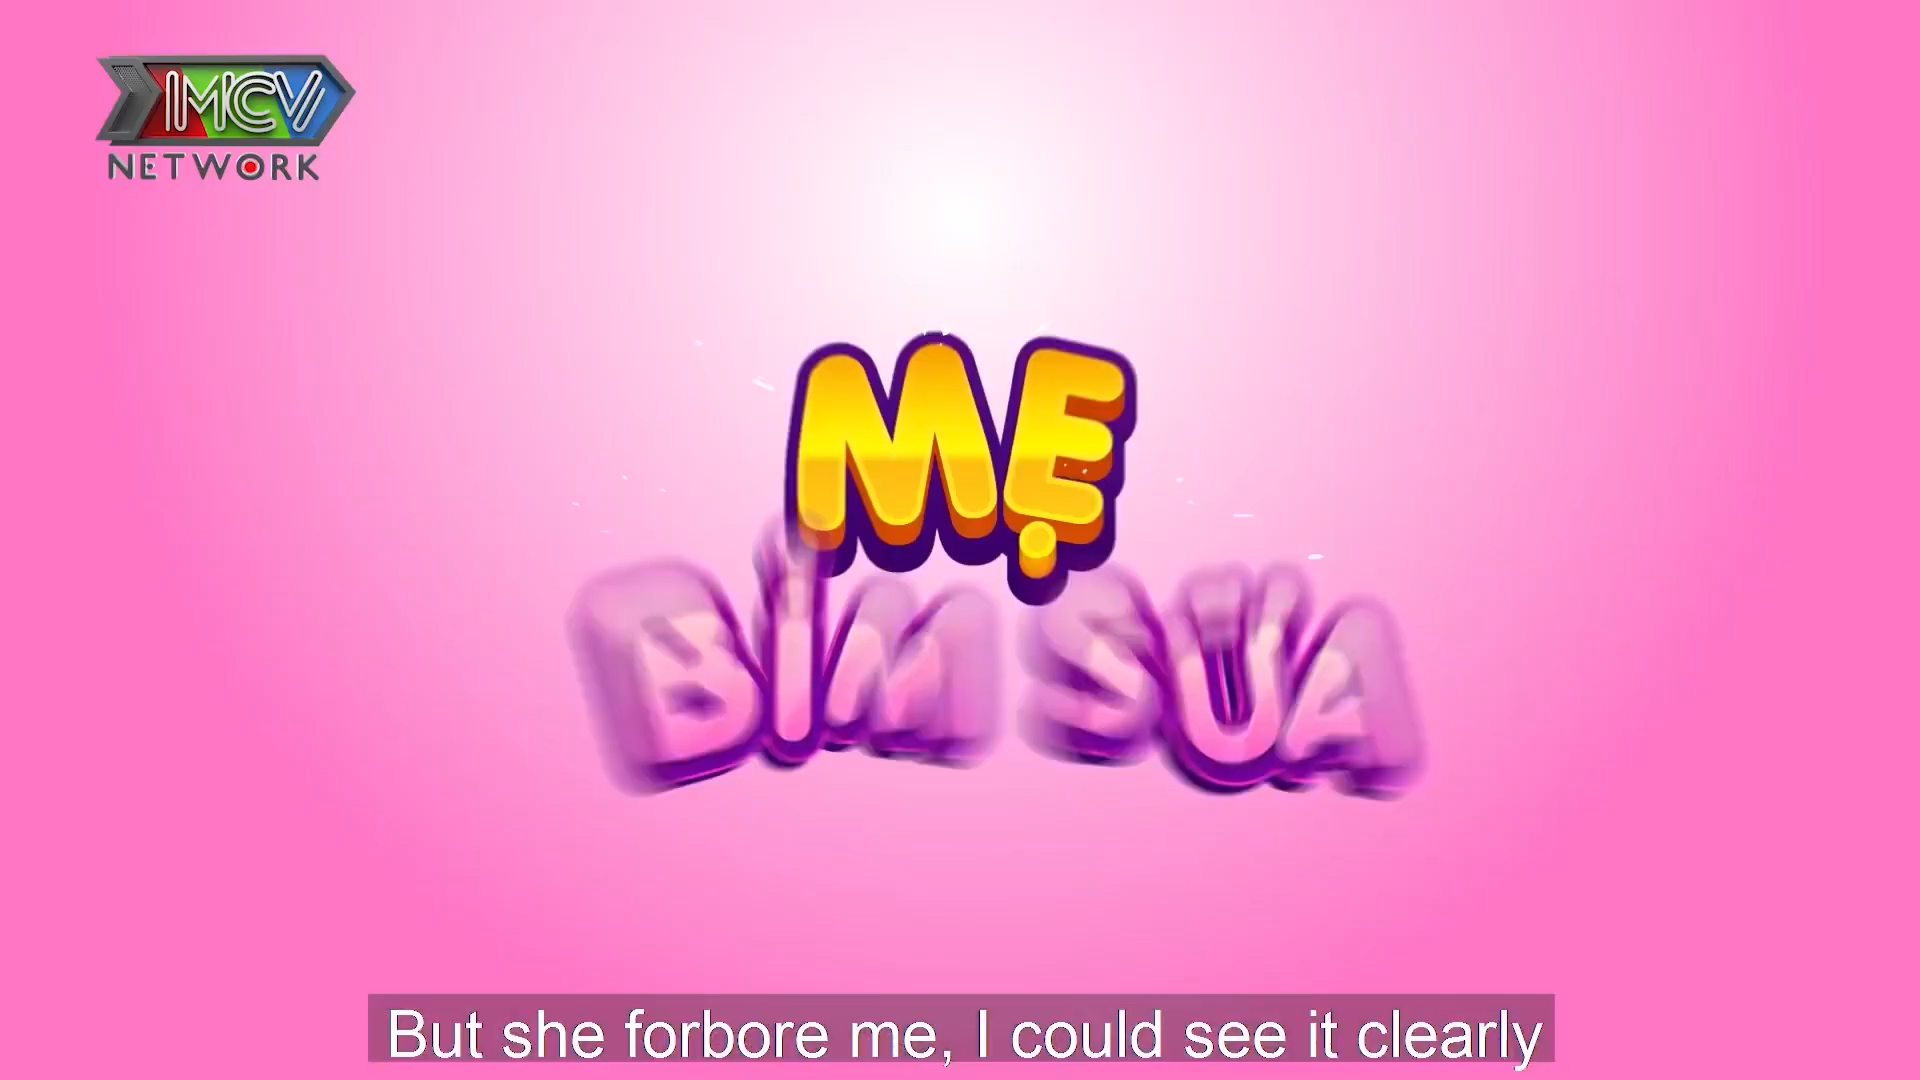 MCV
NETWORK
MẸ
BỈM SỮA
But she forbore me, I could see it clearly